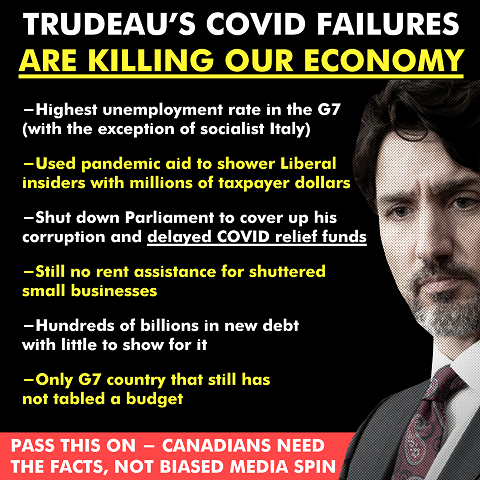 TRUDEAU'S COVID FAILURES
ARE KILLING OUR ECONOMY
–Highest unemployment rate in the G7
(with the exception of socialist Italy)
–Used pandemic aid to shower Liberal
insiders with millions of taxpayer dollars
–Shut down Parliament to cover up his
corruption and delayed COVID relief funds
–Still no rent assistance for shuttered
small businesses
–Hundreds of billions in new debt
with little to show for it
–Only G7 country that still has
not tabled a budget
PASS THIS ON – CANADIANS NEED
THE FACTS, NOT BIASED MEDIA SPIN